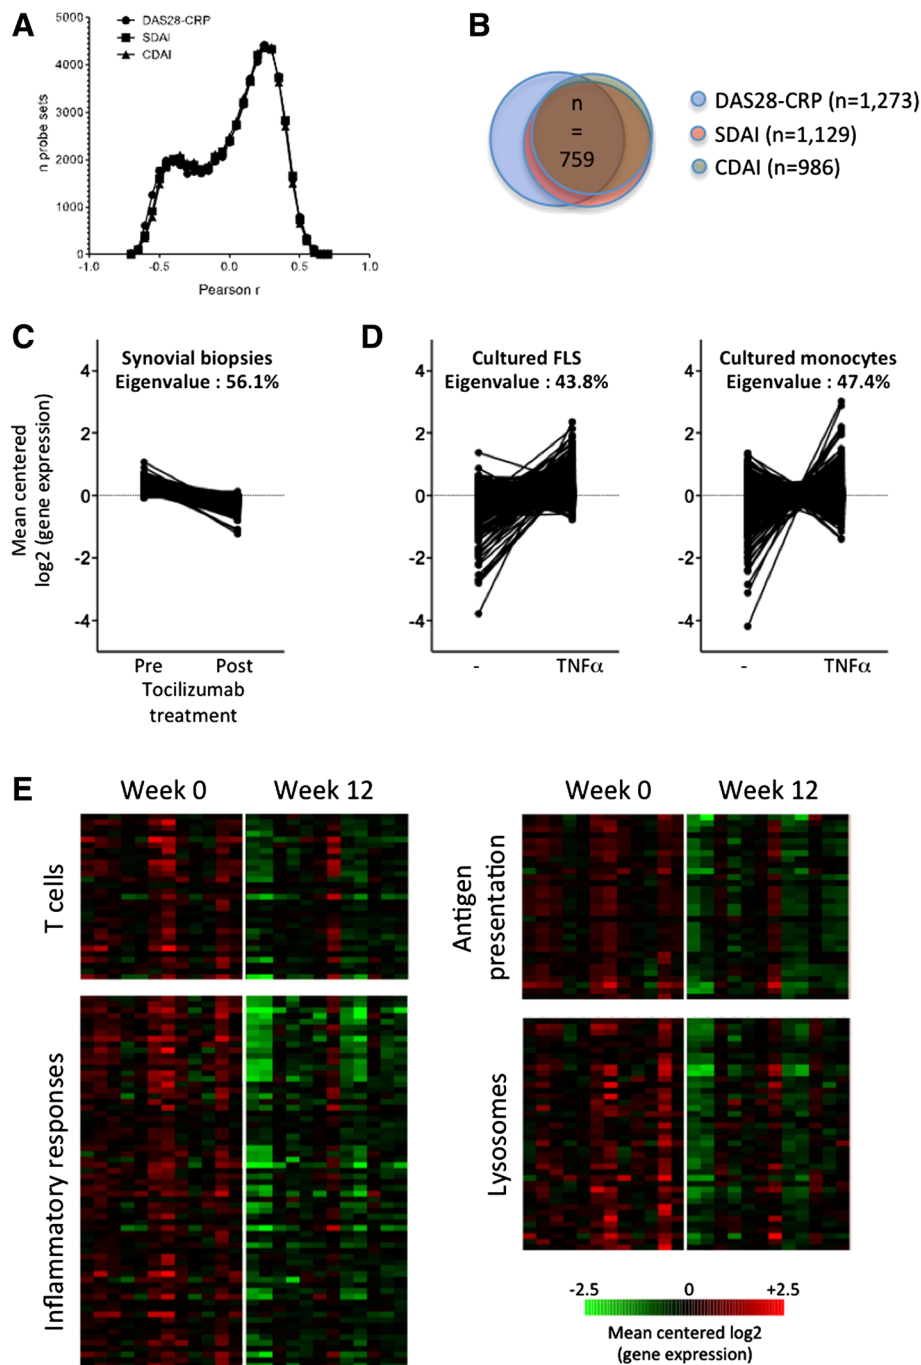 A
5000
4000
3000
2000
1000
0
n probe sets
DAS28-CRP
SDAI
CDAI
-1.0
-0.5
0.0
0.5
1.0
Pearson r
B
n
=
759
DAS28-CRP (n=1,273)
SDAI (n=1,129)
CDAI (n=986)
C
Mean centered
log2 (gene expression)
4
2
0
-2
-4
Synovial biopsies
Eigenvalue : 56.1%
Pre
Post
Tocilizumab
treatment
D
4
2
0
-2
-4
Cultured FLS
Eigenvalue : 43.8%
-
TNFα
4
2
0
-2
-4
Cultured monocytes
Eigenvalue : 47.4%
-
TNFα
E
Week 0
Week 12
T cells
Inflammatory responses
Week 0
Week 12
Antigen
presentation
Lysosomes
-2.5
0
+2.5
Mean centered log2
(gene expression)